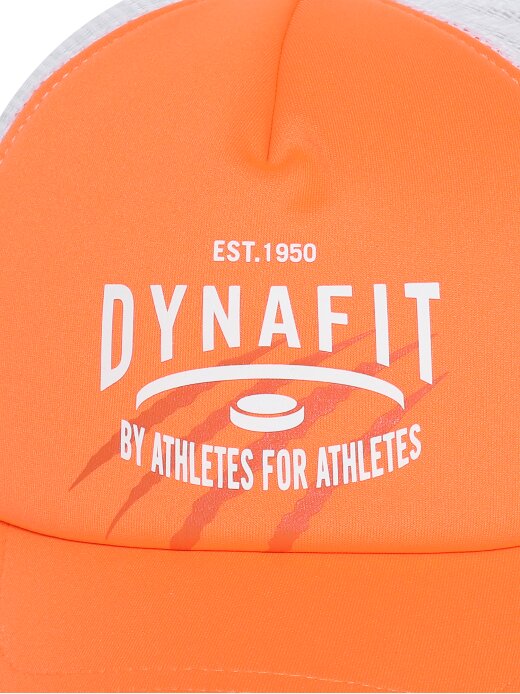 EST.1950
DYNAFIT
BY ATHLETES FOR ATHLETES